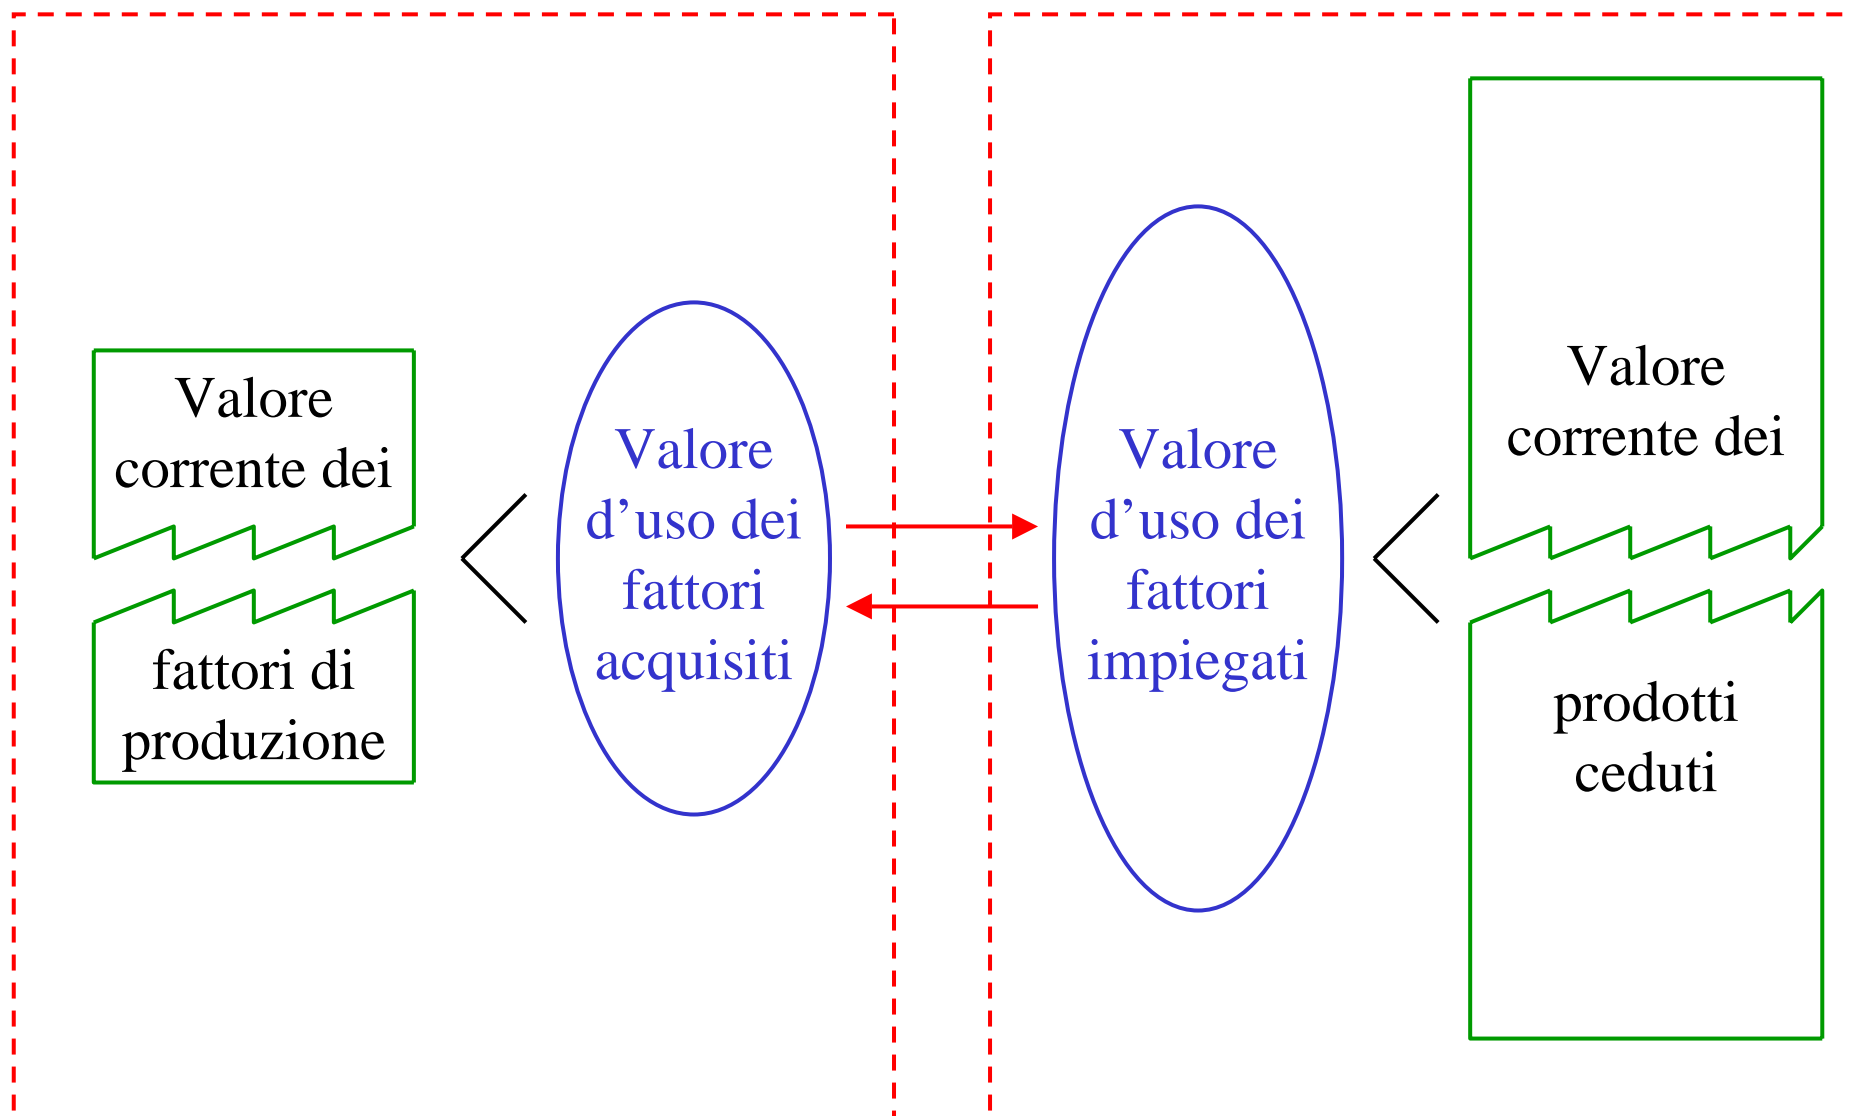 Valore
corrente dei
fattori di
produzione
Valore
d’uso dei
fattori
acquisiti
Valore
d’uso dei
fattori
impiegati
Valore
corrente dei
prodotti
ceduti